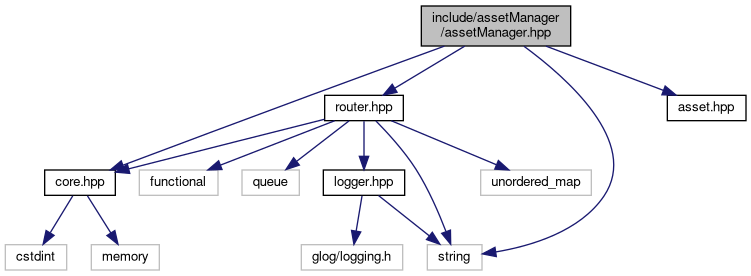 include/assetManager
/assetManager.hpp
router.hpp
asset.hpp
core.hpp
functional
queue
logger.hpp
unordered_map
cstdint
memory
glog/logging.h
string